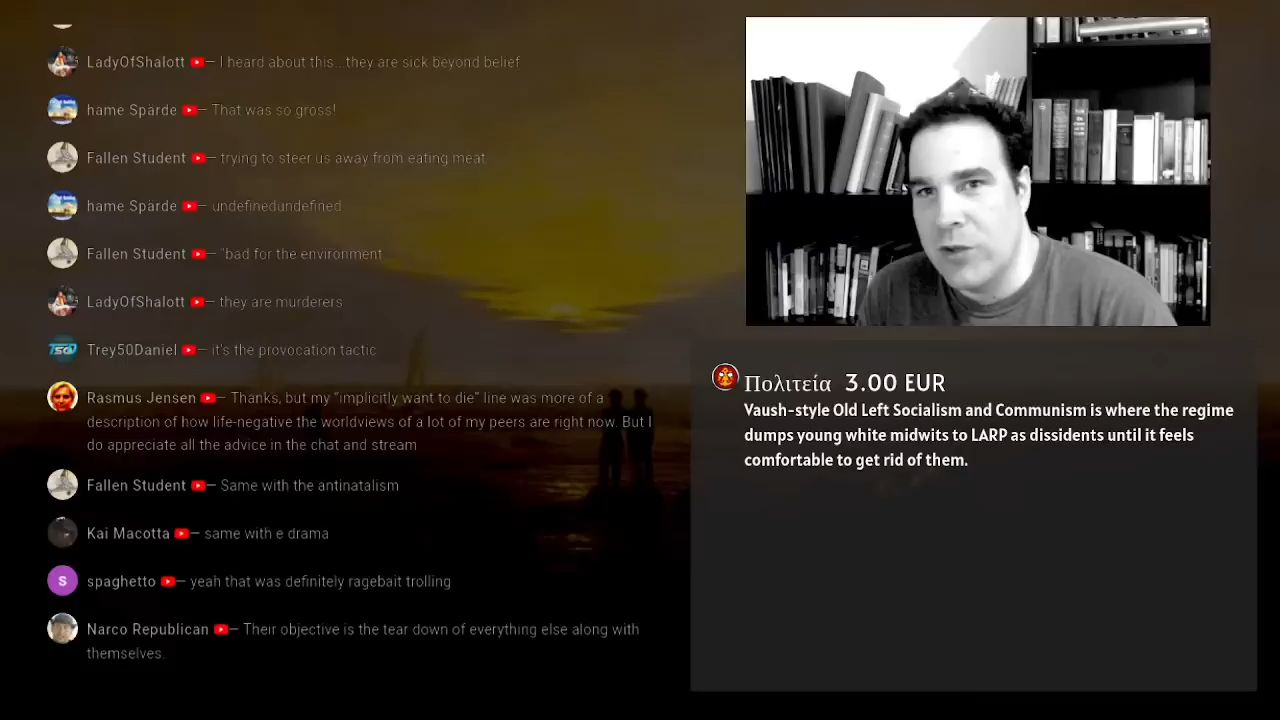 LadyOfShalott — I heard about this...they are sick beyond belief
hame Spärde — That was so gross!
Fallen Student — trying to steer us away from eating meat
hame Spärde — undefinedundefined
Fallen Student — "bad for the environment
LadyOfShalott — they are murderers
Trey50Daniel — it's the provocation tactic
Rasmus Jensen — Thanks, but my "implicitly want to die" line was more of a
description of how life-negative the worldviews of a lot of my peers are right now. But I
do appreciate all the advice in the chat and stream
Fallen Student — Same with the antinatalism
Kai Macotta — same with e drama
S
spaghetto — yeah that was definitely ragebait trolling
Narco Republican — Their objective is the tear down of everything else along with
themselves.
Πολιτεία 3.00 EUR
Vaush-style Old Left Socialism and Communism is where the regime
dumps young white midwits to LARP as dissidents until it feels
comfortable to get rid of them.